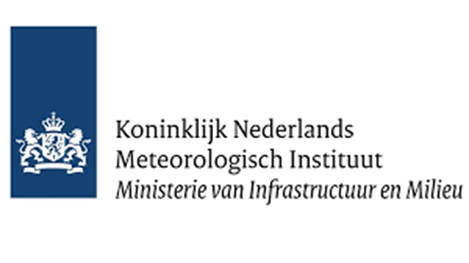 Koninklijk Nederlands
Meteorologisch Instituut
Ministerie van Infrastructuur en Milieu